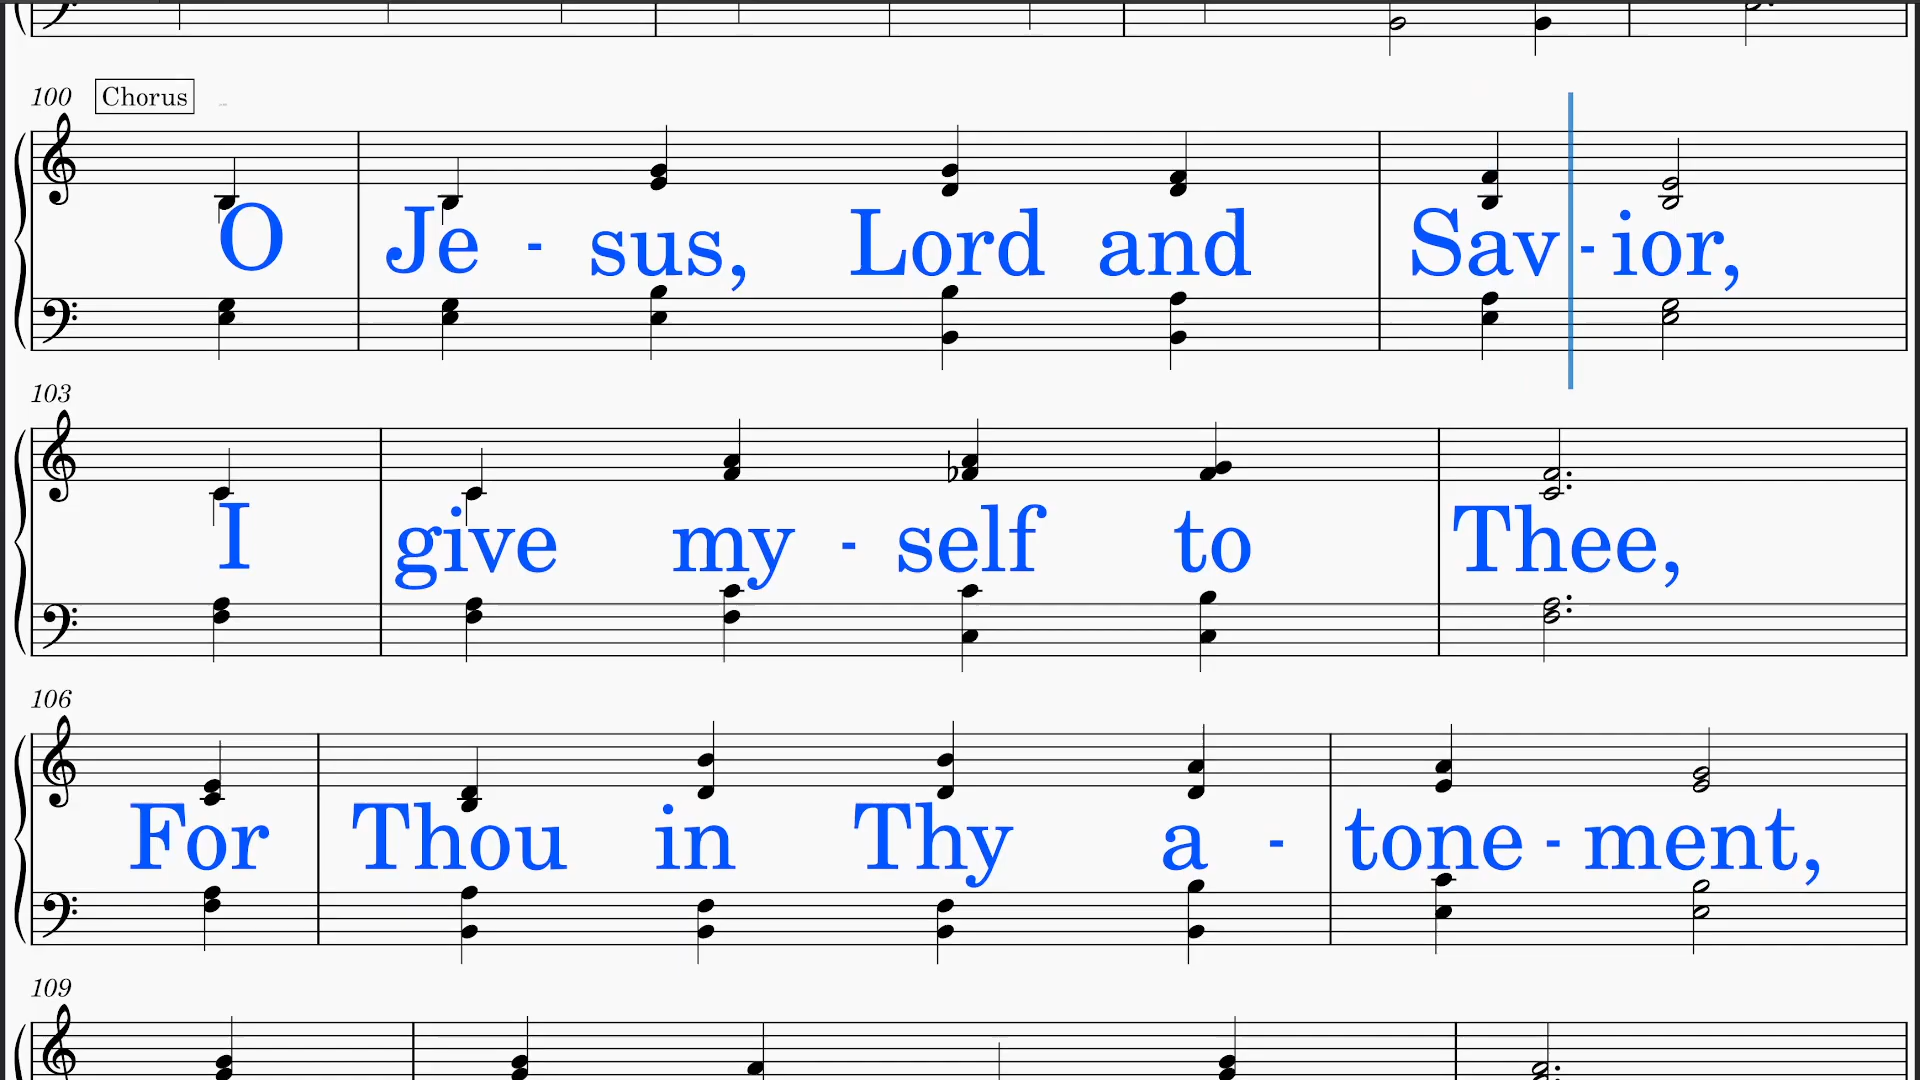 100 Chorus
O Je - sus, Lord and Sav - ior,
103
I give my - self to Thee,
106
For Thou in Thy a - tone - ment,
109